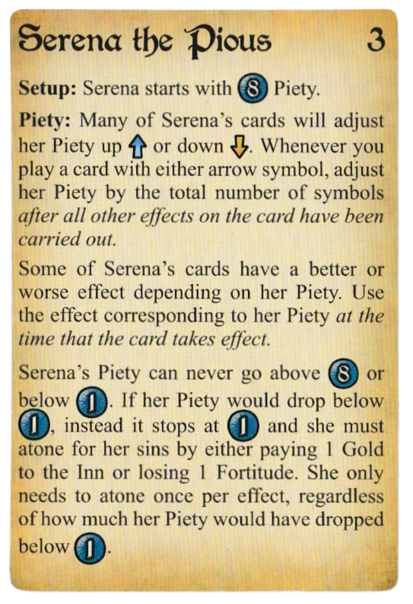 Serena the Pious 3
Setup: Serena starts with 8 Piety.
Piety: Many of Serena's cards will adjust
her Piety up or down . Whenever you
play a card with either arrow symbol, adjust
her Piety by the total number of symbols
after all other effects on the card have been
carried out.
Some of Serena's cards have a better or
worse effect depending on her Piety. Use
the effect corresponding to her Piety at the
time that the card takes effect.
Serena's Piety can never go above 8 or
below 1. If her Piety would drop below
1, instead it stops at 1 and she must
atone for her sins by either paying 1 Gold
to the Inn or losing 1 Fortitude. She only
needs to atone once per effect, regardless
of how much her Piety would have dropped
below 1.